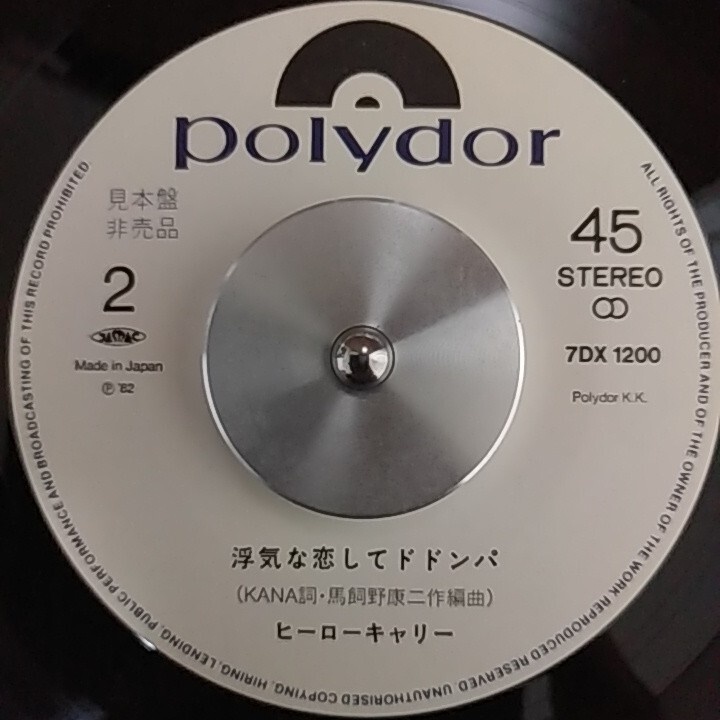 polydor
見本盤
非売品
2
JASRAC
Made in Japan
Ⓟ '82
45
STEREO
7DX 1200
Polydor K.K.
浮気な恋してドドンパ
(KANA詞・馬飼野康二作編曲)
ヒーローキャリー
ALL RIGHTS OF THE PRODUCER AND OF THE OWNER OF THE WORK REPRODUCED RESERVED. UNAUTHORISED COPYING, HIRING, LENDING, PUBLIC PERFORMANCE AND BROADCASTING OF THIS RECORD PROHIBITED.